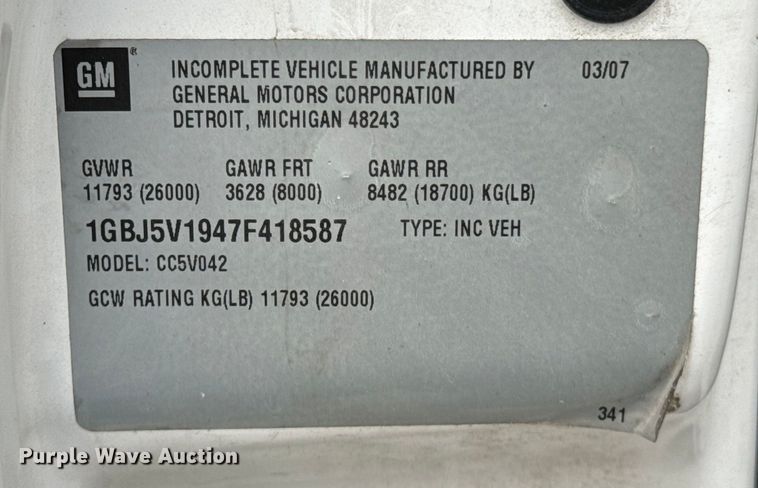 GM ®
INCOMPLETE VEHICLE MANUFACTURED BY 03/07
GENERAL MOTORS CORPORATION
DETROIT, MICHIGAN 48243
GVWR GAWR FRT GAWR RR
11793 (26000) 3628 (8000) 8482 (18700) KG(LB)
1GBJ5V1947F418587 TYPE: INC VEH
MODEL: CC5V042
GCW RATING KG(LB) 11793 (26000)
341
Purple Wave Auction